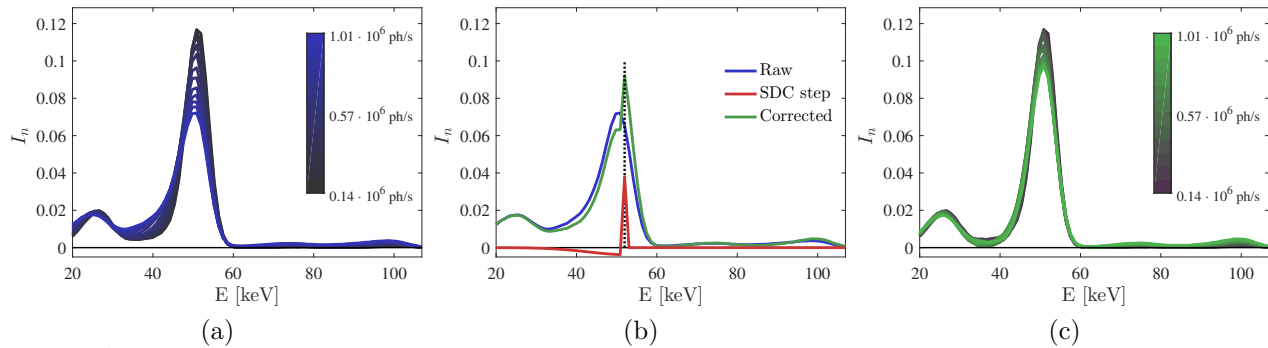 0.12
0.1
0.08
0.06
0.04
0.02
0
I_n
20 40 60 80 100
E [keV]
1.01 · 10^6 ph/s
0.57 · 10^6 ph/s
0.14 · 10^6 ph/s
(a)
0.12
0.1
0.08
0.06
0.04
0.02
0
I_n
20 40 60 80 100
E [keV]
Raw
SDC step
Corrected
(b)
0.12
0.1
0.08
0.06
0.04
0.02
0
I_n
20 40 60 80 100
E [keV]
1.01 · 10^6 ph/s
0.57 · 10^6 ph/s
0.14 · 10^6 ph/s
(c)